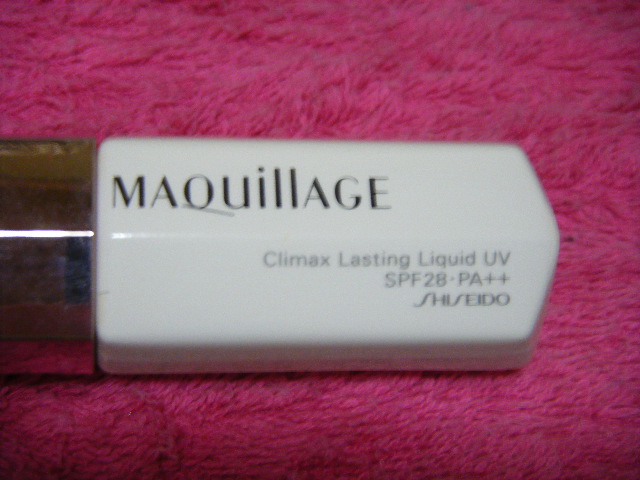 MAQuillAGE
Climax Lasting Liquid UV
SPF28·PA++
SHISEIDO